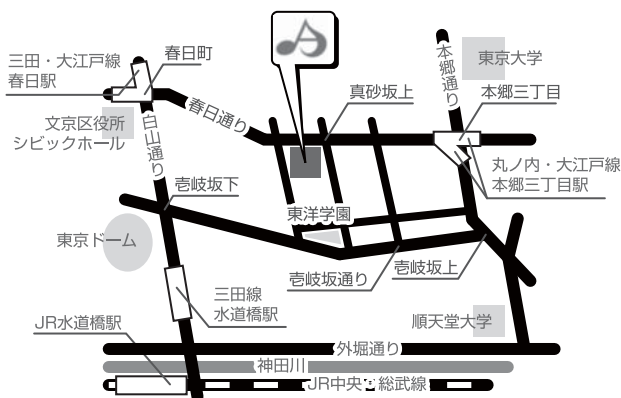 三田・大江戸線
春日駅
春日町
本郷通り
東京大学
真砂坂上
本郷三丁目
春日通り
文京区役所
シビックホール
白山通り
丸ノ内・大江戸線
本郷三丁目駅
壱岐坂下
東洋学園
東京ドーム
壱岐坂通り
壱岐坂上
三田線
水道橋駅
JR水道橋駅
順天堂大学
外堀通り
神田川
JR中央・総武線